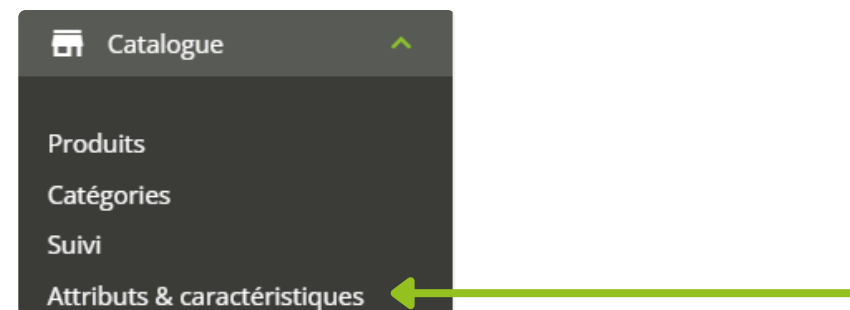 Catalogue
Produits
Catégories
Suivi
Attributs & caractéristiques